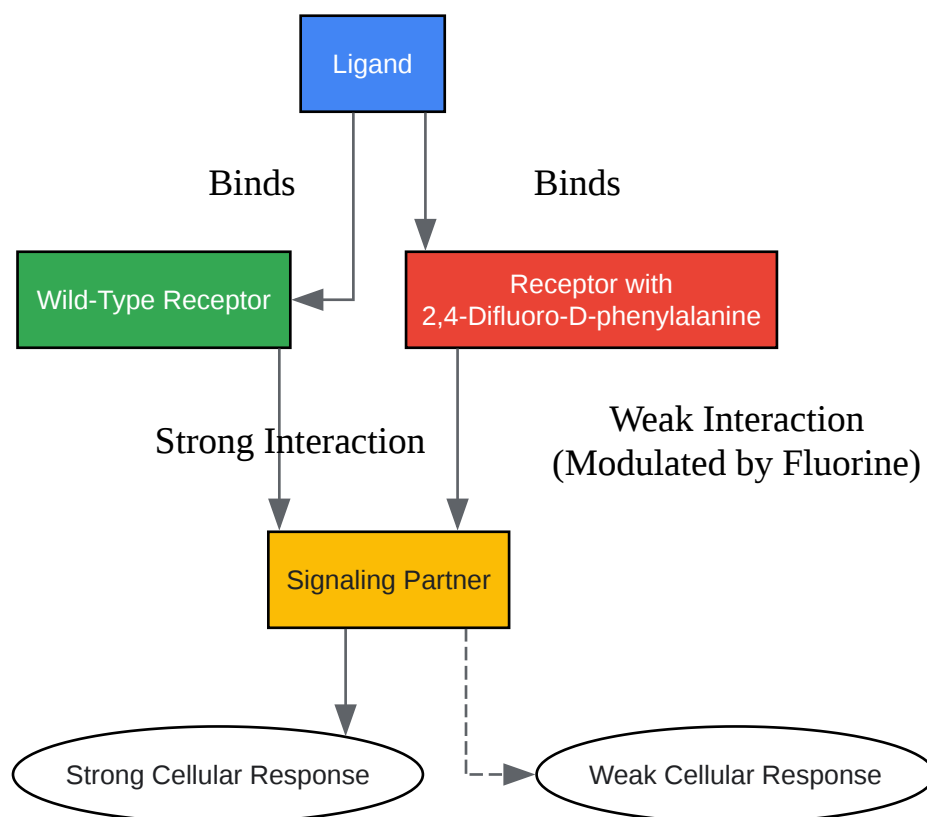 Ligand
Binds
Binds
Wild-Type Receptor
Receptor with
2,4-Difluoro-D-phenylalanine
Strong Interaction
Weak Interaction
(Modulated by Fluorine)
Signaling Partner
Strong Cellular Response
Weak Cellular Response